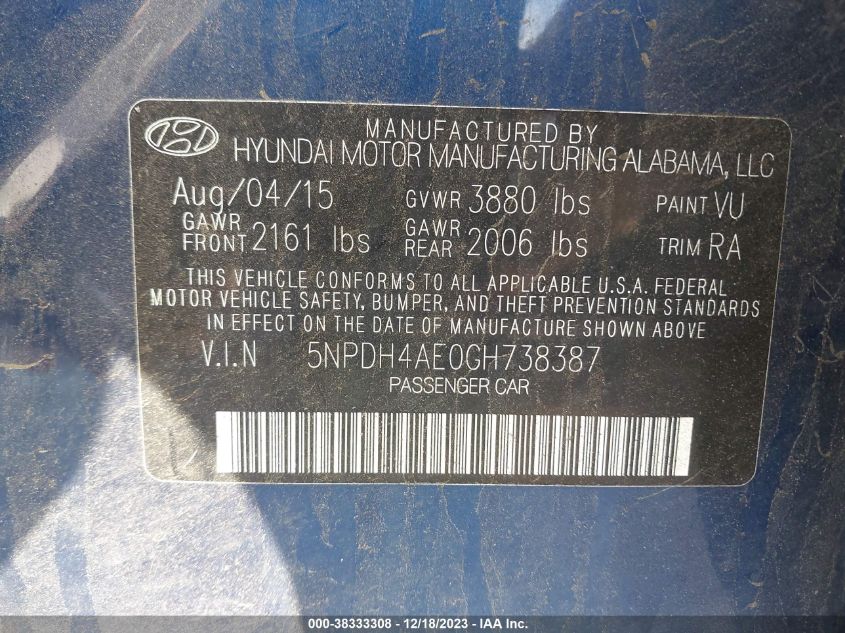 MANUFACTURED BY
HYUNDAI MOTOR MANUFACTURING ALABAMA, LLC
Aug/04/15 GVWR 3880 lbs PAINT VU
GAWR FRONT 2161 lbs GAWR REAR 2006 lbs TRIM RA
THIS VEHICLE CONFORMS TO ALL APPLICABLE U.S.A. FEDERAL
MOTOR VEHICLE SAFETY, BUMPER, AND THEFT PREVENTION STANDARDS
IN EFFECT ON THE DATE OF MANUFACTURE SHOWN ABOVE
V.I.N 5NPDH4AE0GH738387
PASSENGER CAR
000-38333308 - 12/18/2023 - IAA Inc.